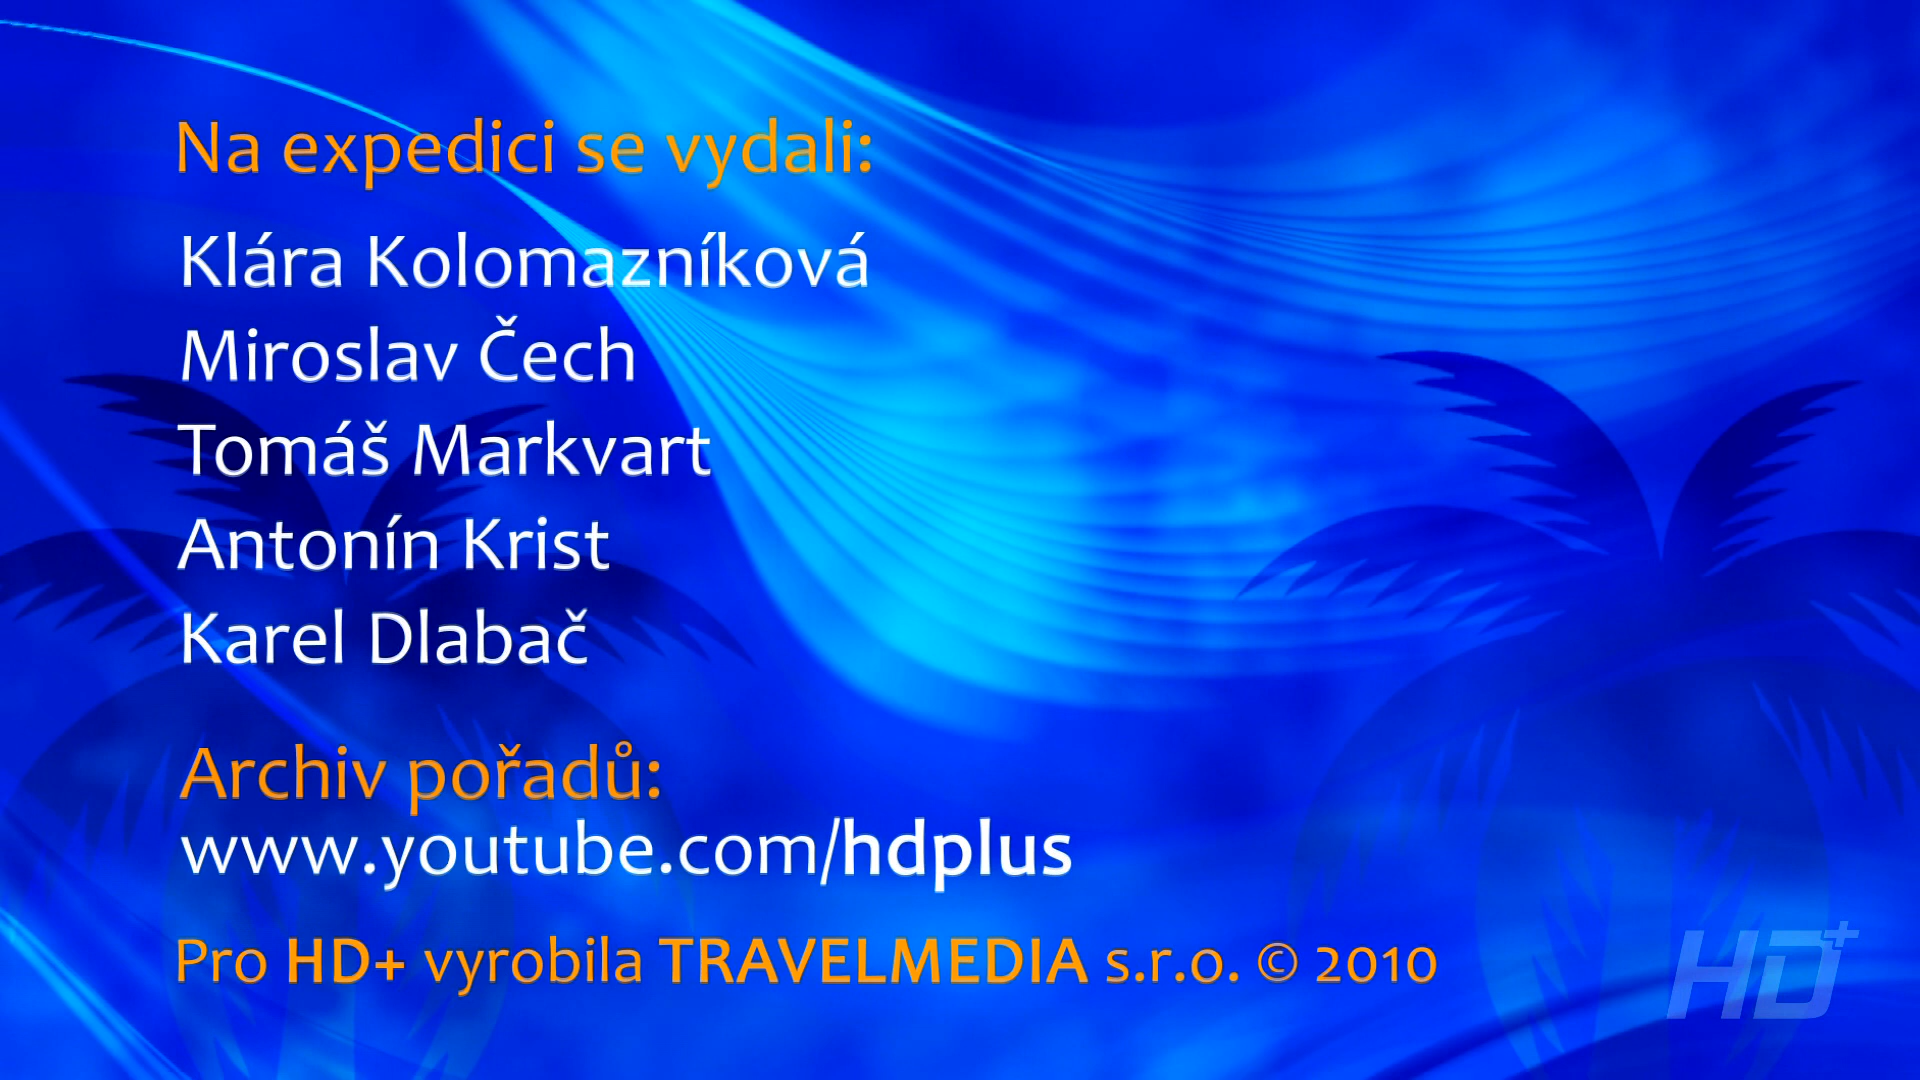 Na expedici se vydali:
Klára Kolomazníková
Miroslav Čech
Tomáš Markvart
Antonín Krist
Karel Dlabač
Archiv pořadů:
www.youtube.com/hdplus
Pro HD+ vyrobila TRAVELMEDIA s.r.o. © 2010
HD+